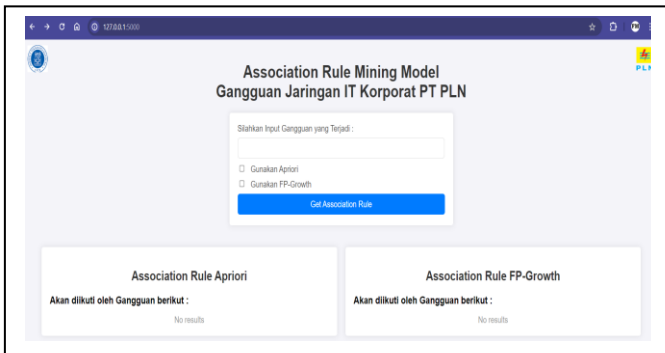 127.0.0.1:5000
PLN
Association Rule Mining Model
Gangguan Jaringan IT Korporat PT PLN
Silahkan Input Gangguan yang Terjadi :
Gunakan Apriori
Gunakan FP-Growth
Get Association Rule
Association Rule Apriori
Association Rule FP-Growth
Akan diikuti oleh Gangguan berikut :
Akan diikuti oleh Gangguan berikut :
No results
No results